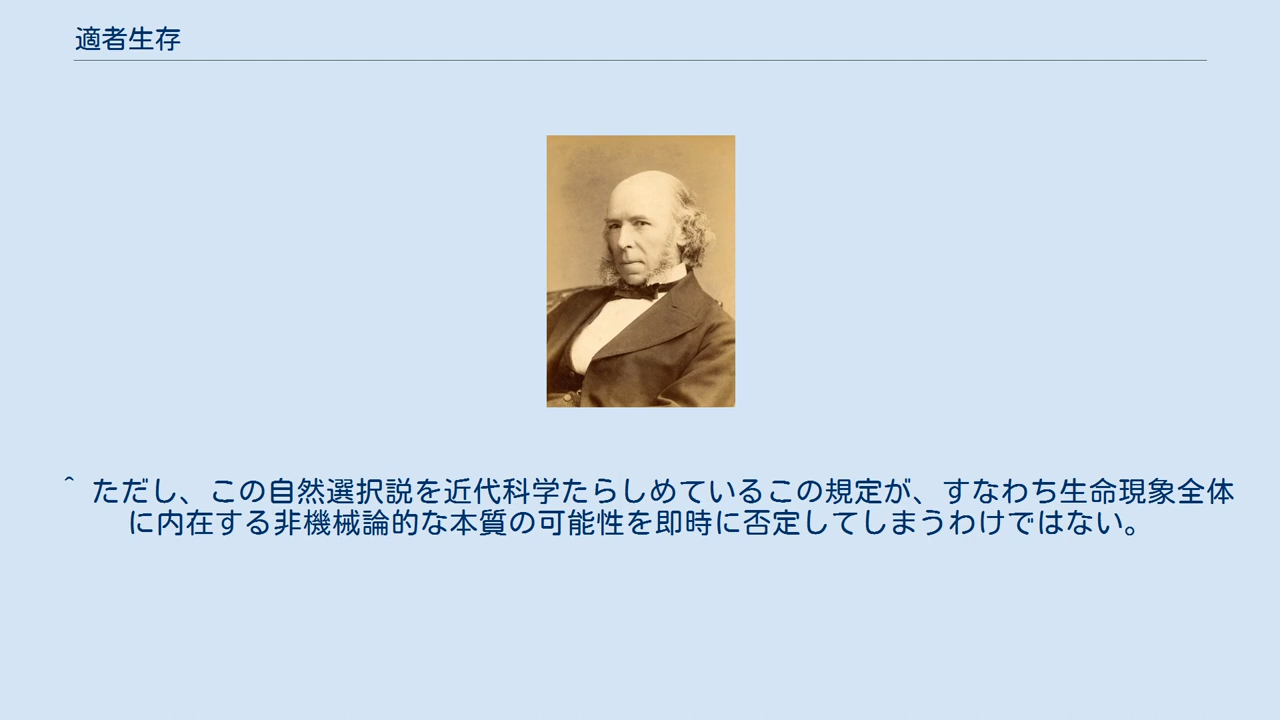 適者生存
^ ただし、この自然選択説を近代科学たらしめているこの規定が、すなわち生命現象全体
に内在する非機械論的な本質の可能性を即時に否定してしまうわけではない。